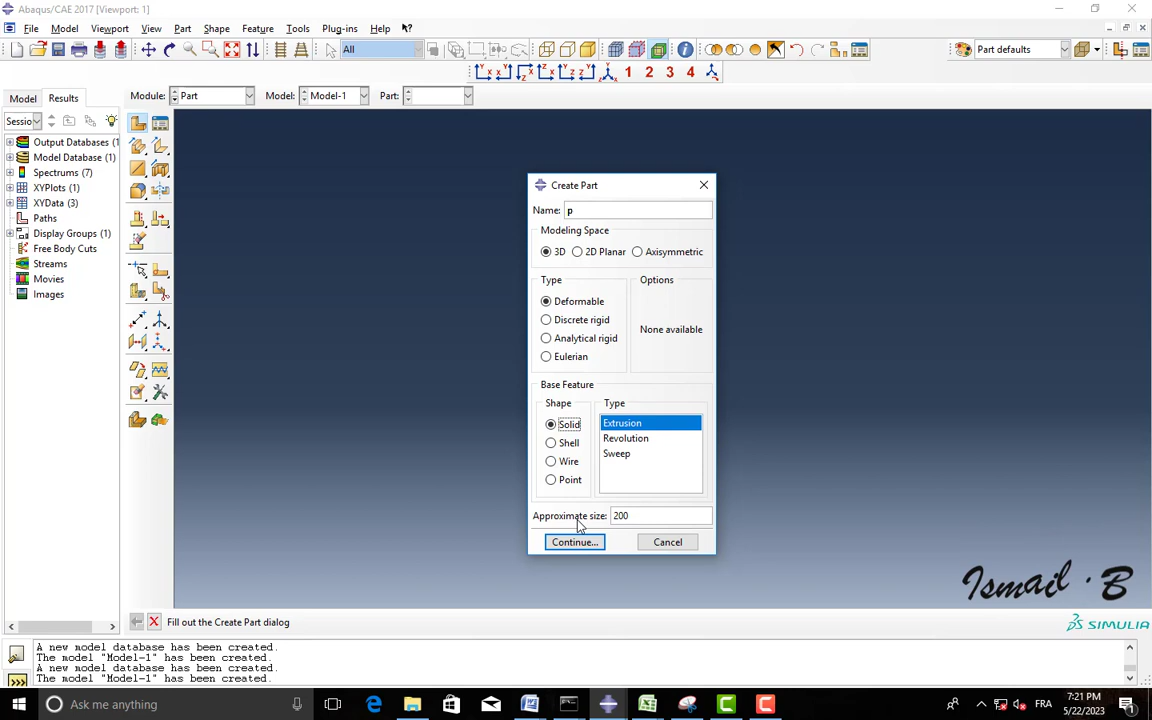 Abaqus/CAE 2017 [Viewport: 1]
File Model Viewport View Part Shape Feature Tools Plug-ins Help
All Part defaults
1 2 3 4
Model Results Module: Part Model: Model-1 Part:
Sessio
Output Databases (1
Model Database (1)
Spectrums (7)
XYPlots (1)
XYData (3)
Paths
Display Groups (1)
Free Body Cuts
Streams
Movies
Images
Create Part
Name: p
Modeling Space
3D 2D Planar Axisymmetric
Type Options
Deformable
Discrete rigid
None available
Analytical rigid
Eulerian
Base Feature
Shape Type
Solid Extrusion
Shell Revolution
Wire Sweep
Point
Approximate size: 200
Continue... Cancel
Ismail · B
Fill out the Create Part dialog
SIMULIA
A new model database has been created.
The model "Model-1" has been created.
A new model database has been created.
The model "Model-1" has been created.
>>>
Ask me anything
FRA
7:21 PM
5/22/2023